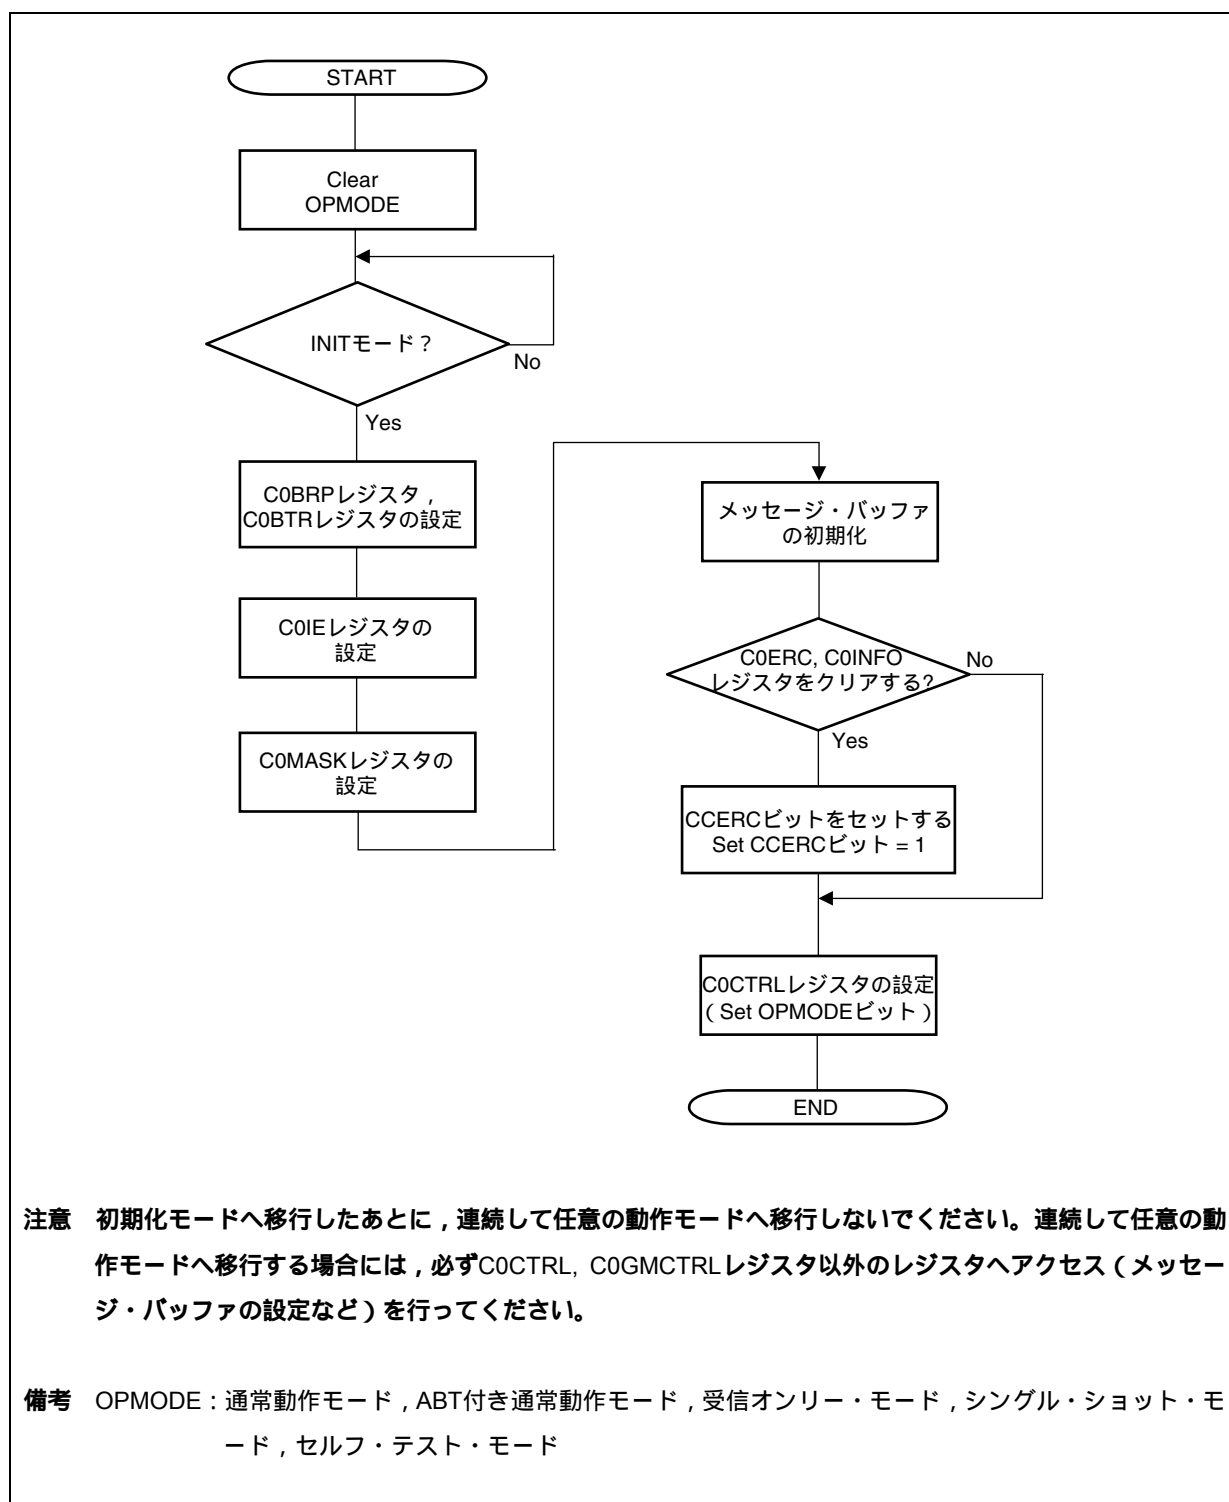 START
Clear
OPMODE
INITモード？
No
Yes
C0BRPレジスタ，
C0BTRレジスタの設定
C0IEレジスタの
設定
C0MASKレジスタの
設定
メッセージ・バッファ
の初期化
C0ERC, C0INFO
レジスタをクリアする?
No
Yes
CCERCビットをセットする
Set CCERCビット = 1
C0CTRLレジスタの設定
（Set OPMODEビット）
END
注意 初期化モードへ移行したあとに，連続して任意の動作モードへ移行しないでください。連続して任意の動
作モードへ移行する場合には，必ずC0CTRL, C0GMCTRLレジスタ以外のレジスタへアクセス（メッセー
ジ・バッファの設定など）を行ってください。
備考 OPMODE：通常動作モード，ABT付き通常動作モード，受信オンリー・モード，シングル・ショット・モ
ード，セルフ・テスト・モード